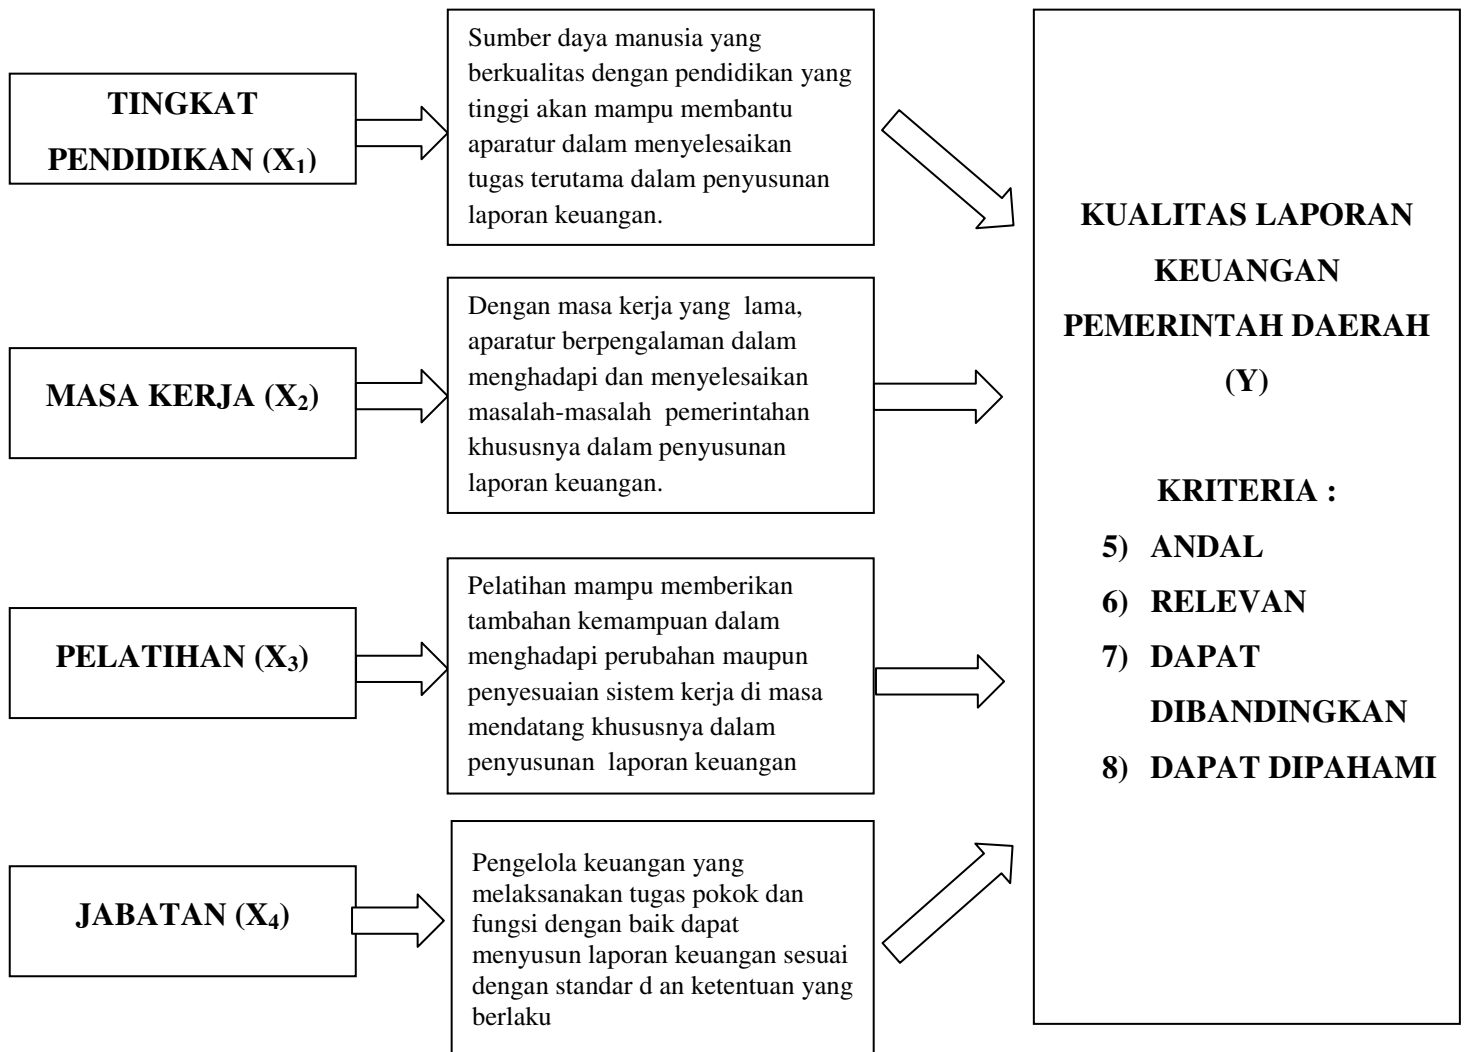 TINGKAT
PENDIDIKAN (X1)
Sumber daya manusia yang
berkualitas dengan pendidikan yang
tinggi akan mampu membantu
aparatur dalam menyelesaikan
tugas terutama dalam penyusunan
laporan keuangan.
MASA KERJA (X2)
Dengan masa kerja yang lama,
aparatur berpengalaman dalam
menghadapi dan menyelesaikan
masalah-masalah pemerintahan
khususnya dalam penyusunan
laporan keuangan.
PELATIHAN (X3)
Pelatihan mampu memberikan
tambahan kemampuan dalam
menghadapi perubahan maupun
penyesuaian sistem kerja di masa
mendatang khususnya dalam
penyusunan laporan keuangan
JABATAN (X4)
Pengelola keuangan yang
melaksanakan tugas pokok dan
fungsi dengan baik dapat
menyusun laporan keuangan sesuai
dengan standar d an ketentuan yang
berlaku
KUALITAS LAPORAN
KEUANGAN
PEMERINTAH DAERAH
(Y)
KRITERIA :
5) ANDAL
6) RELEVAN
7) DAPAT
DIBANDINGKAN
8) DAPAT DIPAHAMI